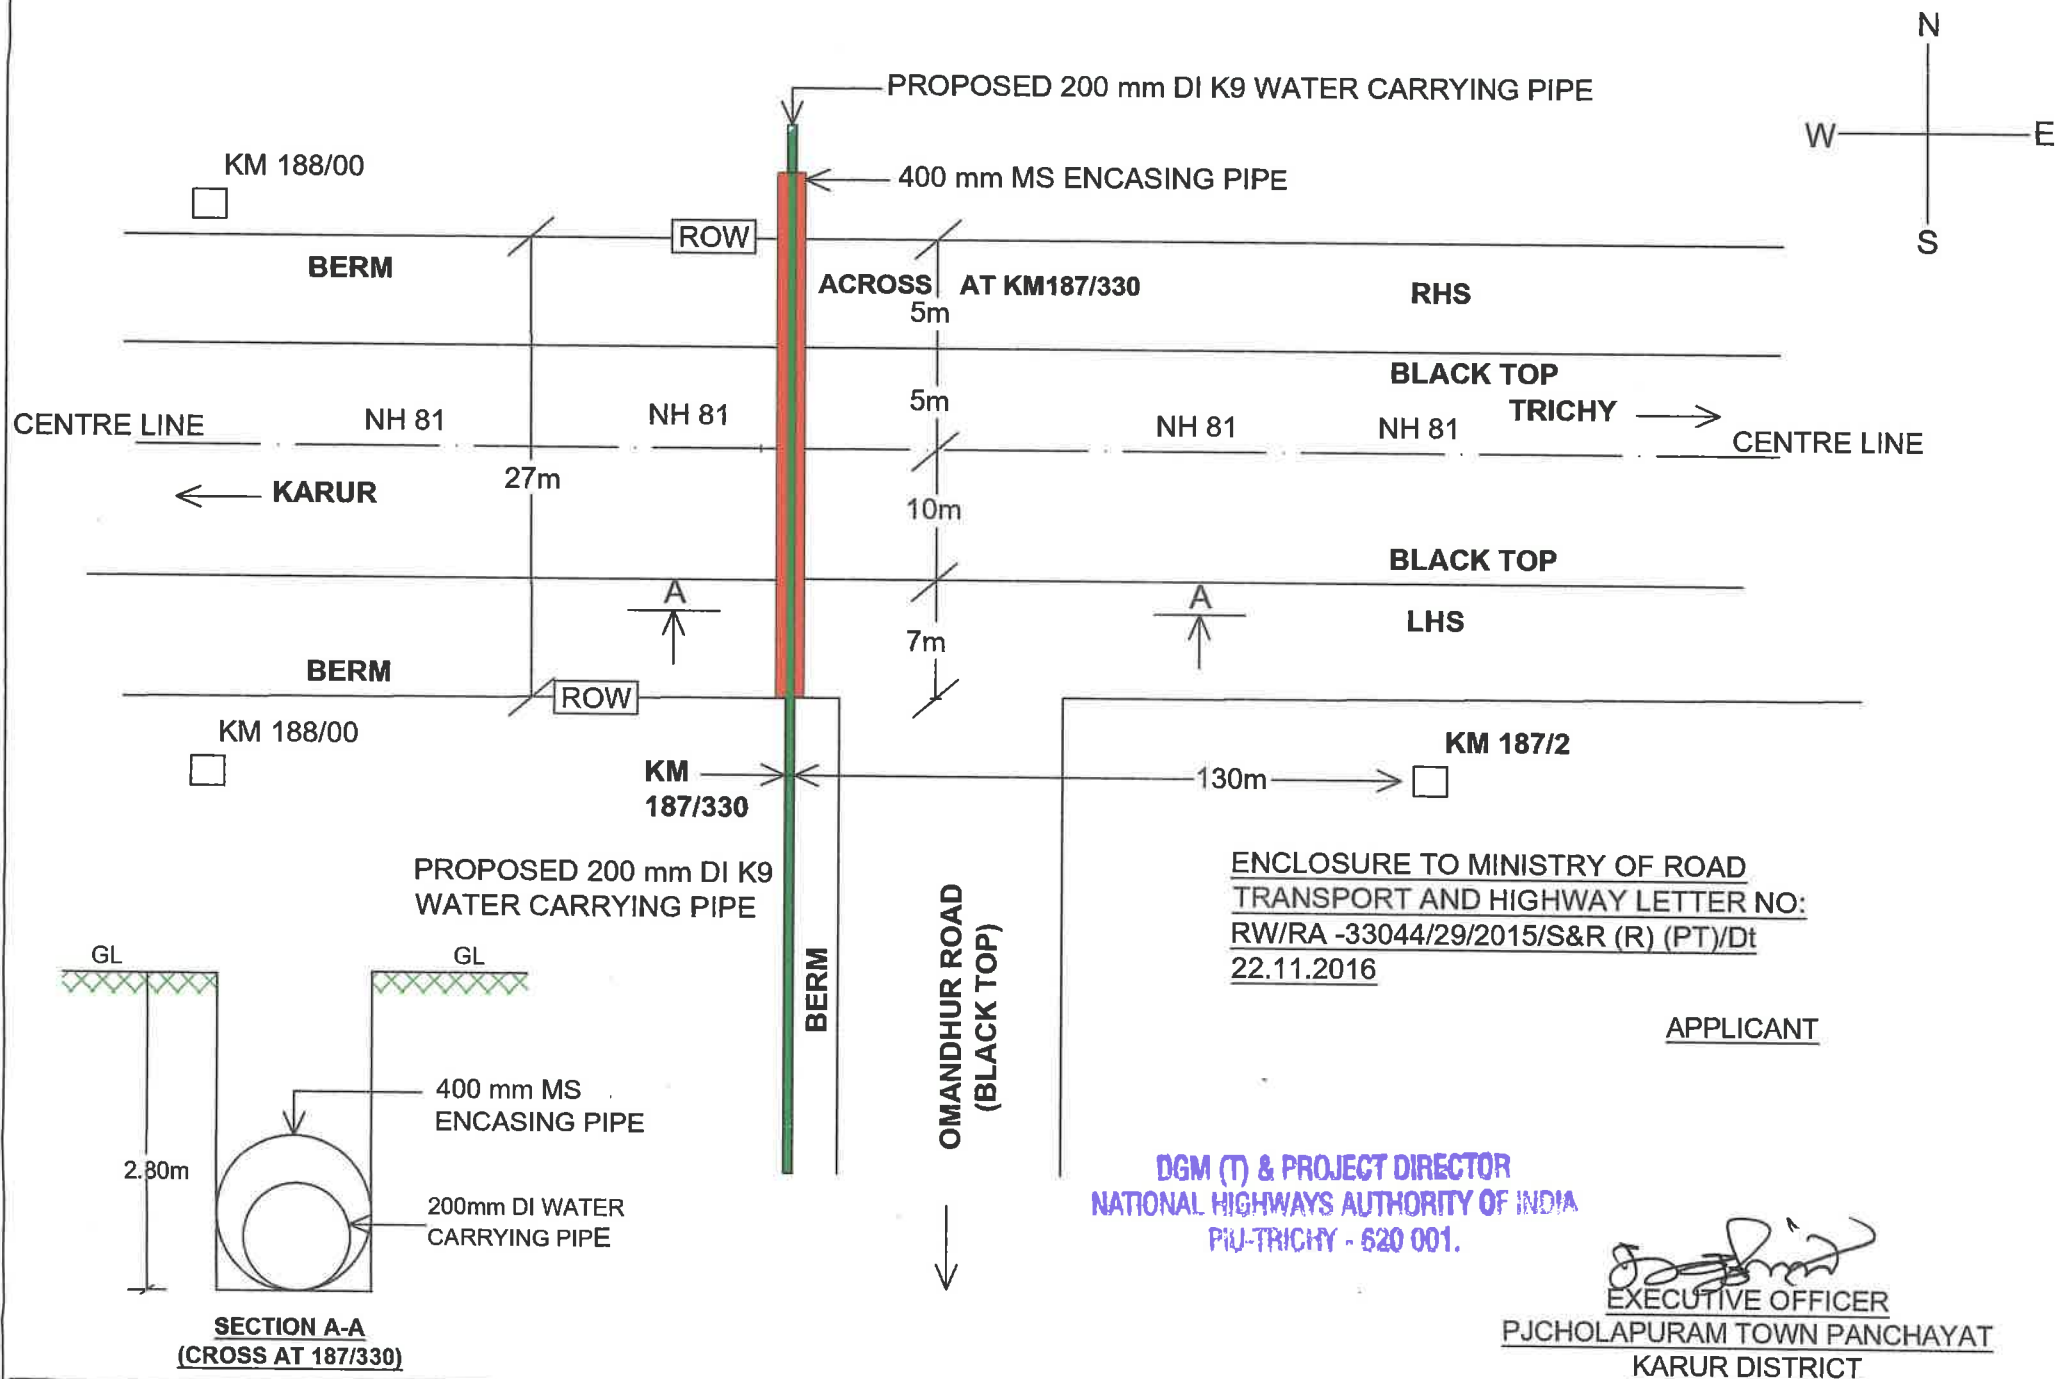 N
PROPOSED 200 mm DI K9 WATER CARRYING PIPE
W
E
KM 188/00
400 mm MS ENCASING PIPE
S
ROW
BERM
ACROSS AT KM187/330
RHS
5m
BLACK TOP
5m
TRICHY
CENTRE LINE
NH 81
NH 81
NH 81
NH 81
CENTRE LINE
27m
KARUR
10m
BLACK TOP
A
A
LHS
7m
BERM
ROW
KM 188/00
KM 187/2
KM
187/330
130m
PROPOSED 200 mm DI K9
WATER CARRYING PIPE
ENCLOSURE TO MINISTRY OF ROAD
TRANSPORT AND HIGHWAY LETTER NO:
RW/RA -33044/29/2015/S&R (R) (PT)/Dt
22.11.2016
GL
GL
BERM
OMANDHUR ROAD
(BLACK TOP)
APPLICANT
400 mm MS
ENCASING PIPE
2.80m
200mm DI WATER
CARRYING PIPE
DGM (T) & PROJECT DIRECTOR
NATIONAL HIGHWAYS AUTHORITY OF INDIA
PIU-TRICHY - 620 001.
SECTION A-A
(CROSS AT 187/330)
EXECUTIVE OFFICER
PJCHOLAPURAM TOWN PANCHAYAT
KARUR DISTRICT